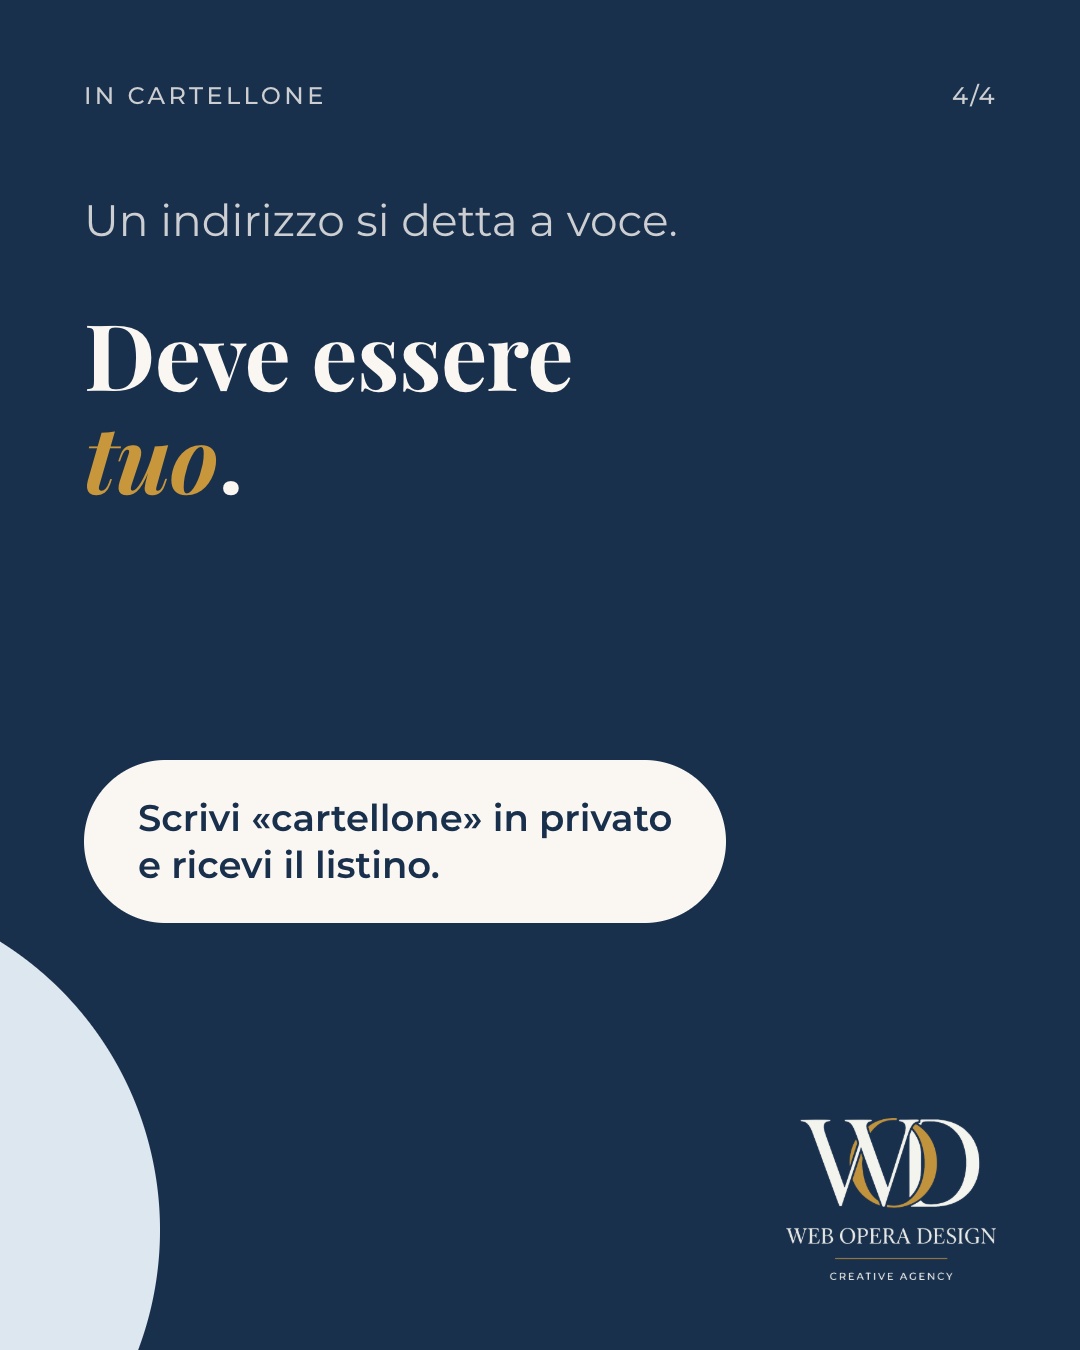 IN CARTELLONE
4/4
Un indirizzo si detta a voce.
Deve essere
tuo.
Scrivi «cartellone» in privato
e ricevi il listino.
WOD
WEB OPERA DESIGN
CREATIVE AGENCY